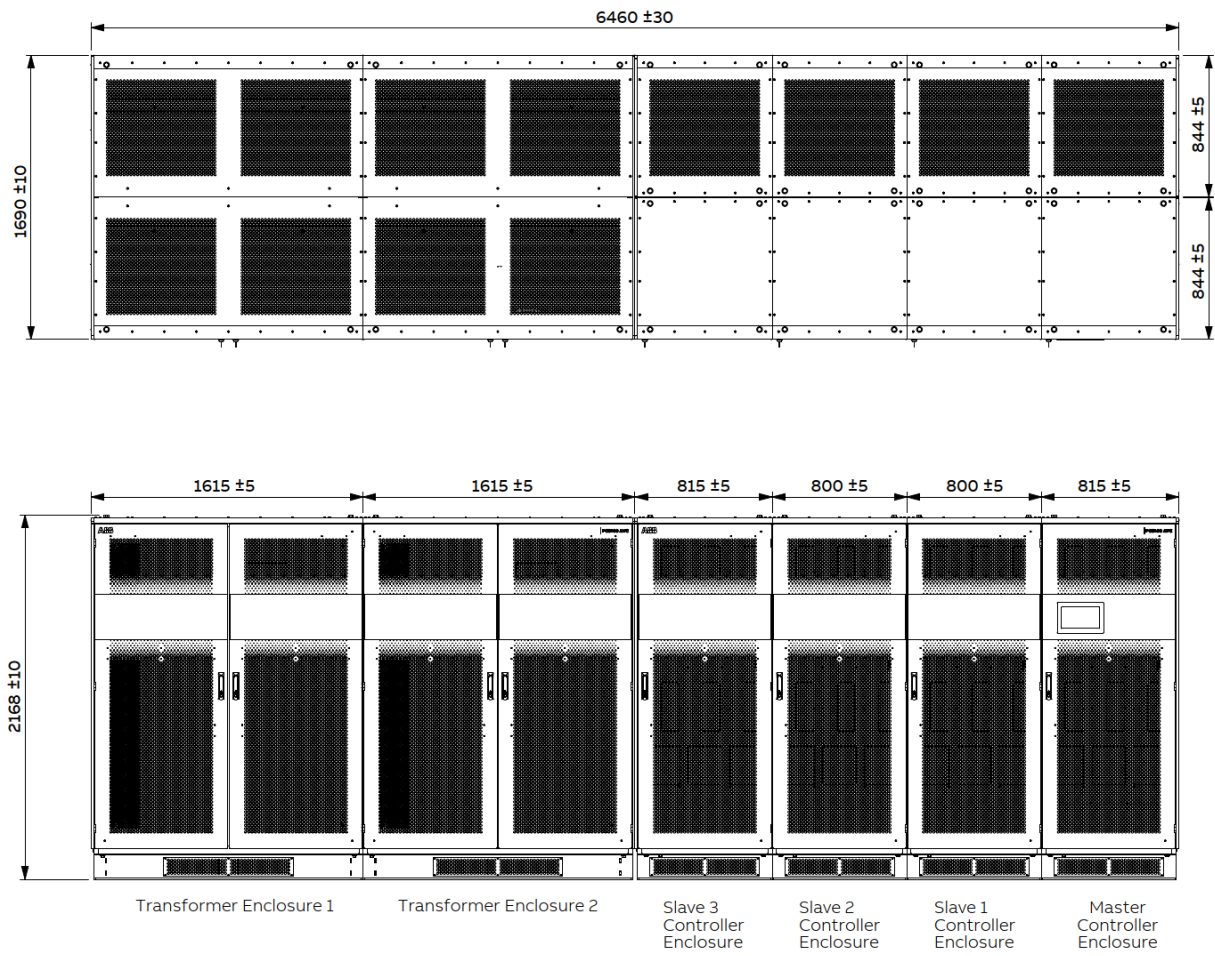 6460 ±30
1690 ±10
844 ±5
844 ±5
1615 ±5
1615 ±5
815 ±5
800 ±5
800 ±5
815 ±5
2168 ±10
ABB
ABB
Transformer Enclosure 1
Transformer Enclosure 2
Slave 3
Controller
Enclosure
Slave 2
Controller
Enclosure
Slave 1
Controller
Enclosure
Master
Controller
Enclosure